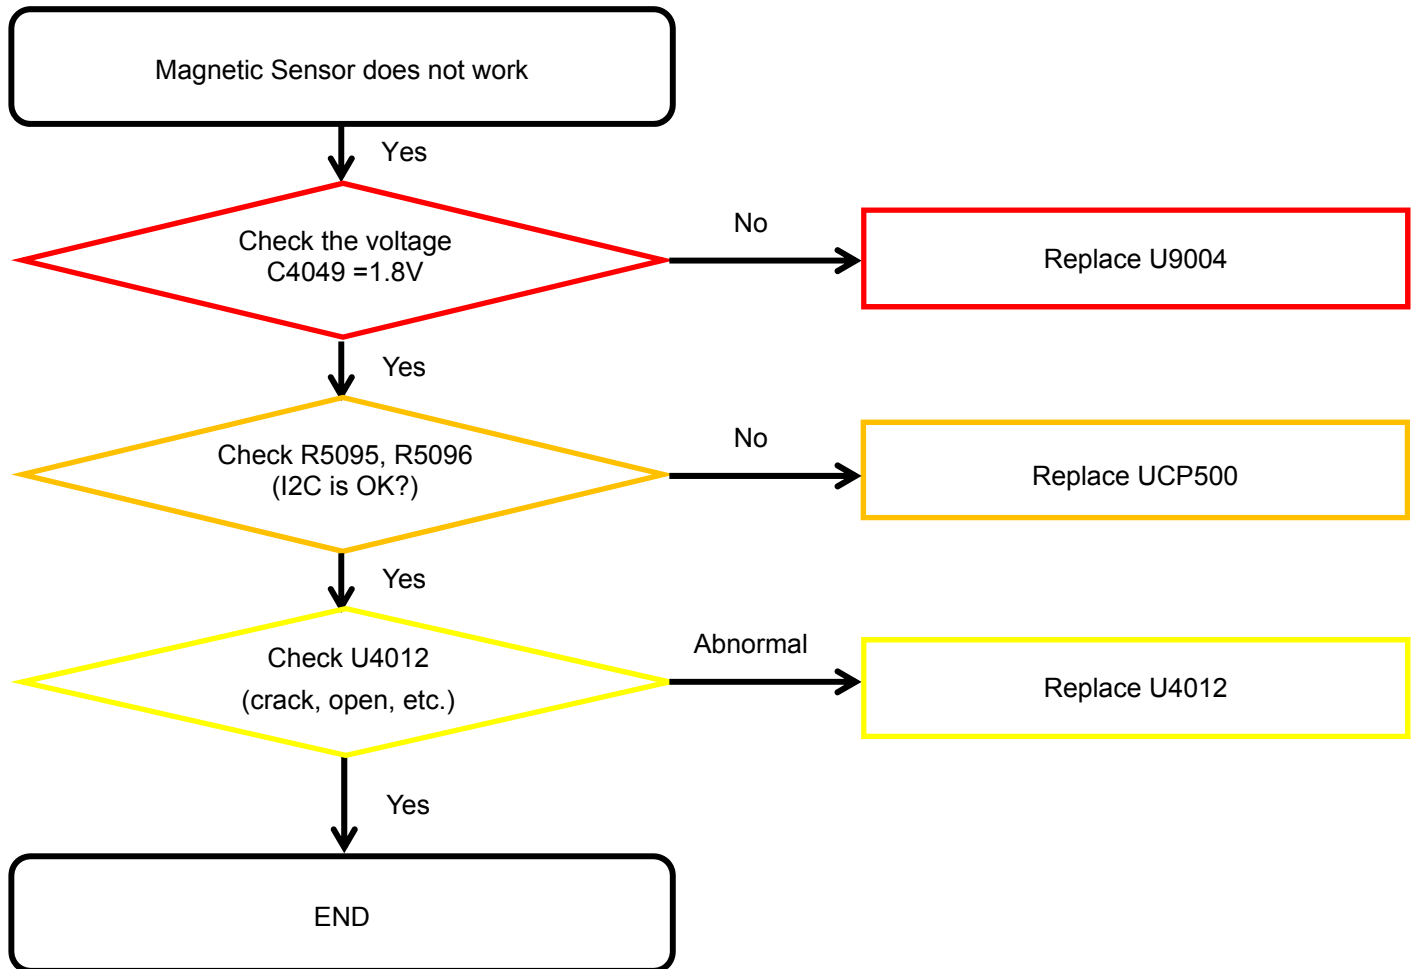 Magnetic Sensor does not work
Yes
Check the voltage
C4049 =1.8V
No
Replace U9004
Yes
Check R5095, R5096
(I2C is OK?)
No
Replace UCP500
Yes
Check U4012
(crack, open, etc.)
Abnormal
Replace U4012
Yes
END